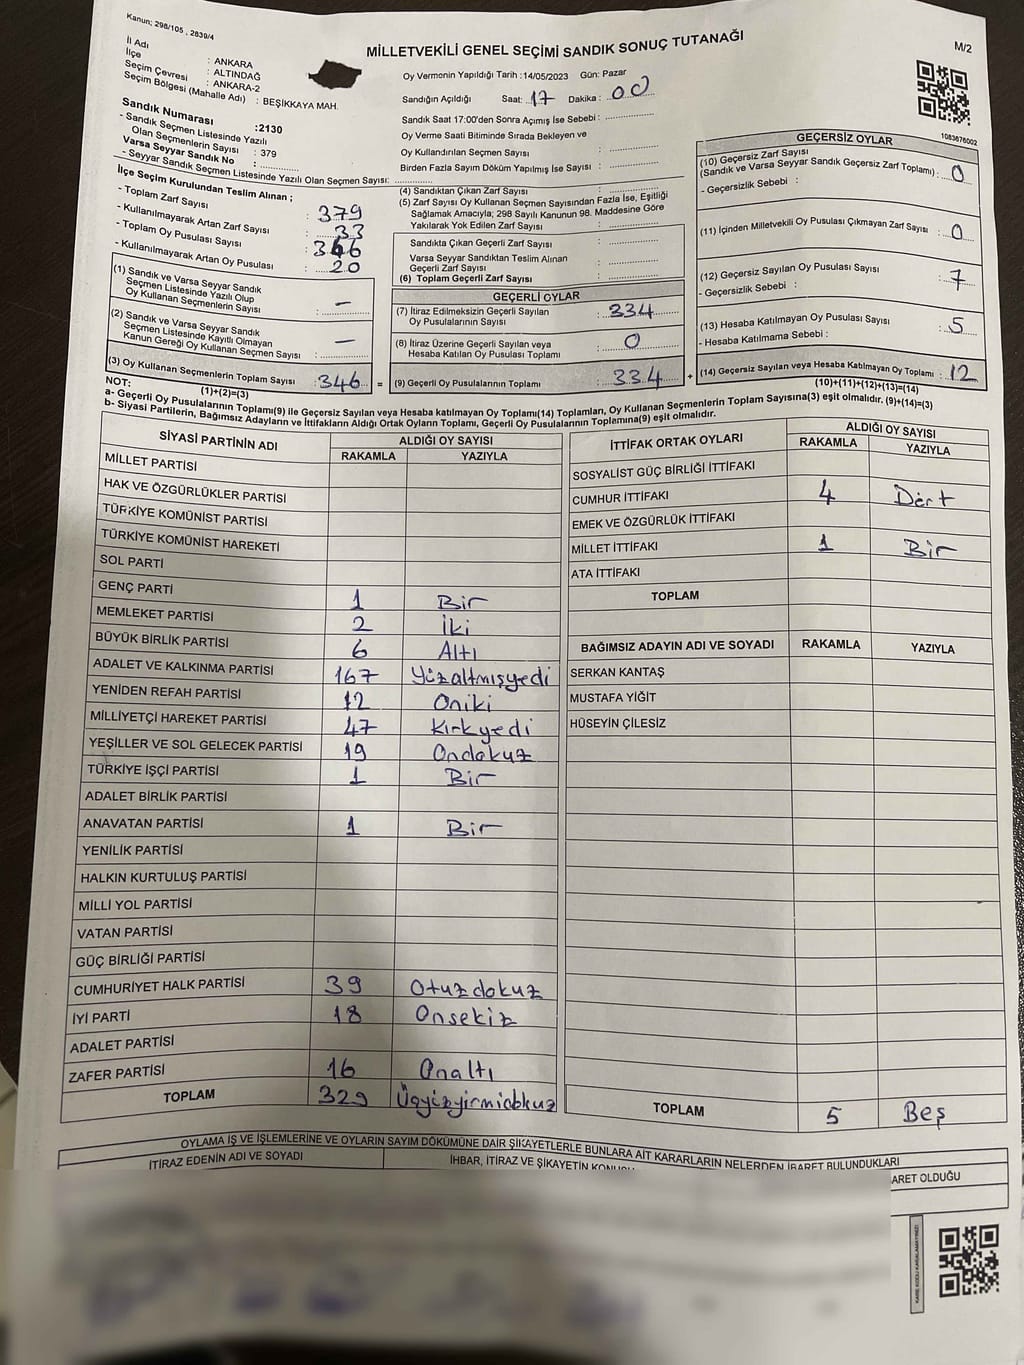 Kanun; 298/105 , 2839/4
MİLLETVEKİLİ GENEL SEÇİMİ SANDIK SONUÇ TUTANAĞI
M/2
İl Adı : ANKARA
İlçe : ALTINDAĞ
Seçim Çevresi : ANKARA-2
Seçim Bölgesi (Mahalle Adı) : BEŞİKKAYA MAH.
Oy Vermenin Yapıldığı Tarih :14/05/2023 Gün: Pazar
Sandığın Açıldığı Saat: 17 Dakika : 00
Sandık Saat 17:00'den Sonra Açımış İse Sebebi :
Oy Verme Saati Bitiminde Sırada Bekleyen ve
Oy Kullandırılan Seçmen Sayısı :
Birden Fazla Sayım Döküm Yapılmış İse Sayısı :
1083676002
Sandık Numarası :2130
- Sandık Seçmen Listesinde Yazılı
Olan Seçmenlerin Sayısı : 379
Varsa Seyyar Sandık No :
- Seyyar Sandık Seçmen Listesinde Yazılı Olan Seçmen Sayısı:
İlçe Seçim Kurulundan Teslim Alınan ;
- Toplam Zarf Sayısı : 379
- Kullanılmayarak Artan Zarf Sayısı : 33
- Toplam Oy Pusulası Sayısı : 366
- Kullanılmayarak Artan Oy Pusulası : 20
(1) Sandık ve Varsa Seyyar Sandık
Seçmen Listesinde Yazılı Olup
Oy Kullanan Seçmenlerin Sayısı : —
(2) Sandık ve Varsa Seyyar Sandık
Seçmen Listesinde Kayıtlı Olmayan
Kanun Gereği Oy Kullanan Seçmen Sayısı : —
(3) Oy Kullanan Seçmenlerin Toplam Sayısı : 346 =
(1)+(2)=(3)
(4) Sandıktan Çıkan Zarf Sayısı :
(5) Zarf Sayısı Oy Kullanan Seçmen Sayısından Fazla İse, Eşitliği
Sağlamak Amacıyla; 298 Sayılı Kanunun 98. Maddesine Göre
Yakılarak Yok Edilen Zarf Sayısı :
Sandıkta Çıkan Geçerli Zarf Sayısı :
Varsa Seyyar Sandıktan Teslim Alınan
Geçerli Zarf Sayısı :
(6) Toplam Geçerli Zarf Sayısı :
GEÇERLİ OYLAR
(7) İtiraz Edilmeksizin Geçerli Sayılan
Oy Pusulalarının Sayısı : 334
(8) İtiraz Üzerine Geçerli Sayılan veya
Hesaba Katılan Oy Pusulası Toplamı : 0
(9) Geçerli Oy Pusulalarının Toplamı : 334 +
GEÇERSİZ OYLAR
(10) Geçersiz Zarf Sayısı
(Sandık ve Varsa Seyyar Sandık Geçersiz Zarf Toplamı) : 0
- Geçersizlik Sebebi :
(11) İçinden Milletvekili Oy Pusulası Çıkmayan Zarf Sayısı : 0
(12) Geçersiz Sayılan Oy Pusulası Sayısı : 7
- Geçersizlik Sebebi :
(13) Hesaba Katılmayan Oy Pusulası Sayısı : 5
- Hesaba Katılmama Sebebi :
(14) Geçersiz Sayılan veya Hesaba Katılmayan Oy Toplamı : 12
(10)+(11)+(12)+(13)=(14)
NOT:
a- Geçerli Oy Pusulalarının Toplamı(9) ile Geçersiz Sayılan veya Hesaba katılmayan Oy Toplamı(14) Toplamları, Oy Kullanan Seçmenlerin Toplam Sayısına(3) eşit olmalıdır. (9)+(14)=(3)
b- Siyasi Partilerin, Bağımsız Adayların ve İttifakların Aldığı Ortak Oyların Toplamı, Geçerli Oy Pusulalarının Toplamına(9) eşit olmalıdır.
SİYASİ PARTİNİN ADI ALDIĞI OY SAYISI
RAKAMLA YAZIYLA
MİLLET PARTİSİ
HAK VE ÖZGÜRLÜKLER PARTİSİ
TÜRKİYE KOMÜNİST PARTİSİ
TÜRKİYE KOMÜNİST HAREKETİ
SOL PARTİ
GENÇ PARTİ 1 Bir
MEMLEKET PARTİSİ 2 İki
BÜYÜK BİRLİK PARTİSİ 6 Altı
ADALET VE KALKINMA PARTİSİ 167 Yüzaltmışyedi
YENİDEN REFAH PARTİSİ 12 Oniki
MİLLİYETÇİ HAREKET PARTİSİ 47 Kırkyedi
YEŞİLLER VE SOL GELECEK PARTİSİ 19 Ondokuz
TÜRKİYE İŞÇİ PARTİSİ 1 Bir
ADALET BİRLİK PARTİSİ
ANAVATAN PARTİSİ 1 Bir
YENİLİK PARTİSİ
HALKIN KURTULUŞ PARTİSİ
MİLLİ YOL PARTİSİ
VATAN PARTİSİ
GÜÇ BİRLİĞİ PARTİSİ
CUMHURİYET HALK PARTİSİ 39 Otuzdokuz
İYİ PARTİ 18 Onsekiz
ADALET PARTİSİ
ZAFER PARTİSİ 16 Onaltı
TOPLAM 329 Üçyüzyirmidokuz
İTTİFAK ORTAK OYLARI ALDIĞI OY SAYISI
RAKAMLA YAZIYLA
SOSYALİST GÜÇ BİRLİĞİ İTTİFAKI
CUMHUR İTTİFAKI 4 Dört
EMEK VE ÖZGÜRLÜK İTTİFAKI
MİLLET İTTİFAKI 1 Bir
ATA İTTİFAKI
TOPLAM
BAĞIMSIZ ADAYIN ADI VE SOYADI RAKAMLA YAZIYLA
SERKAN KANTAŞ
MUSTAFA YİĞİT
HÜSEYİN ÇİLESİZ
TOPLAM 5 Beş
OYLAMA İŞ VE İŞLEMLERİNE VE OYLARIN SAYIM DÖKÜMÜNE DAİR ŞİKAYETLERLE BUNLARA AİT KARARLARIN NELERDEN İBARET BULUNDUKLARI
İTİRAZ EDENİN ADI VE SOYADI İHBAR, İTİRAZ VE ŞİKAYETİN KONUSU
ARET OLDUĞU
KARE KODU KARALAMAYINIZ!